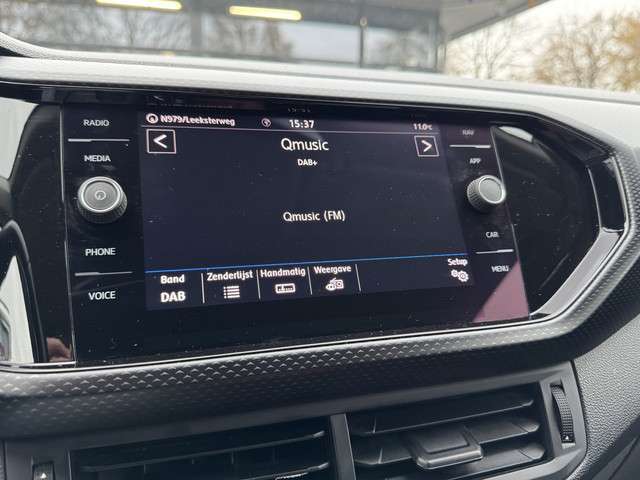 RADIO
MEDIA
PHONE
VOICE
N979/Leeksterweg
15:37
11.0°C
Qmusic
DAB+
Qmusic (FM)
Band
DAB
Zenderlijst
Handmatig
Weergave
Setup
NAV
APP
CAR
MENU